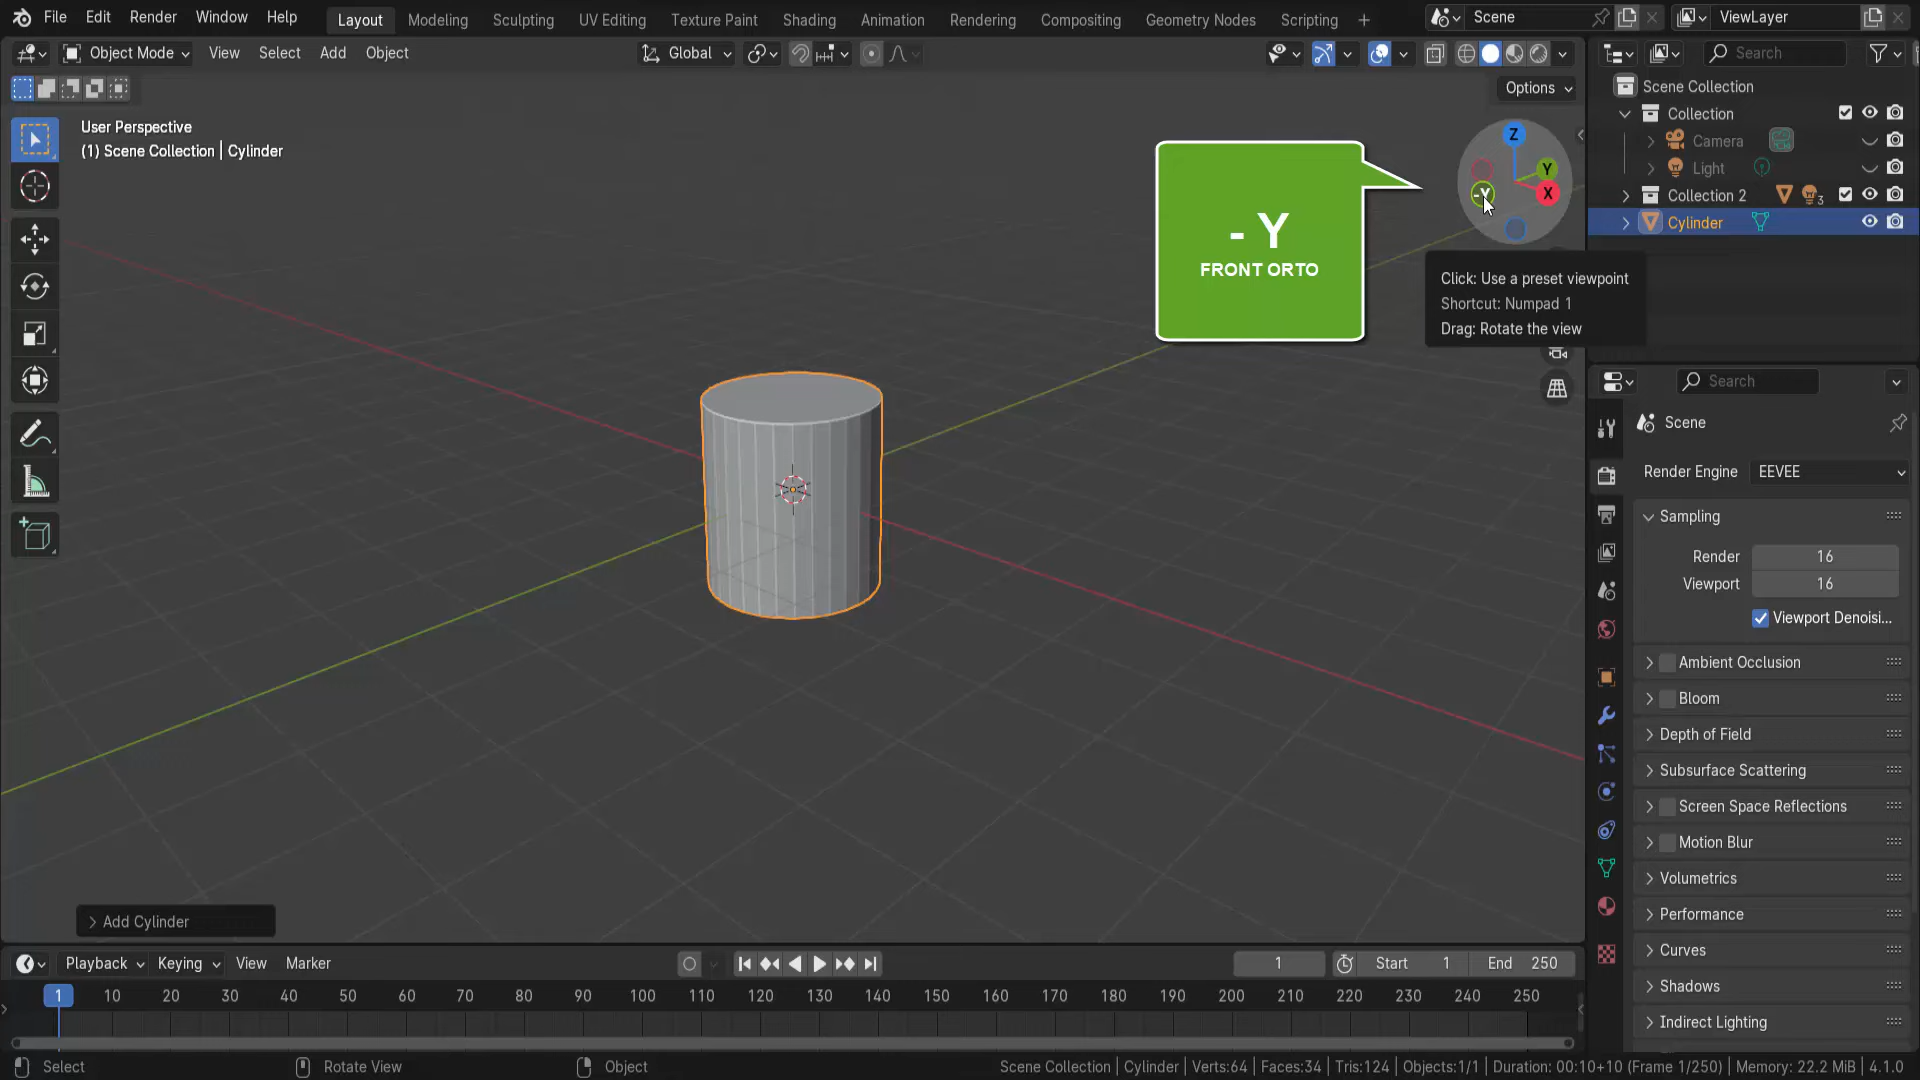 File Edit Render Window Help Layout Modeling Sculpting UV Editing Texture Paint Shading Animation Rendering Compositing Geometry Nodes Scripting + Scene ViewLayer
Object Mode View Select Add Object Global Search
Options
User Perspective
(1) Scene Collection | Cylinder
- Y
FRONT ORTO
Z
Y
-Y
X
Click: Use a preset viewpoint
Shortcut: Numpad 1
Drag: Rotate the view
Scene Collection
Collection
Camera
Light
Collection 2 3
Cylinder
Search
Scene
Render Engine EEVEE
Sampling
Render 16
Viewport 16
Viewport Denoisi...
Ambient Occlusion
Bloom
Depth of Field
Subsurface Scattering
Screen Space Reflections
Motion Blur
Volumetrics
Performance
Curves
Shadows
Indirect Lighting
Add Cylinder
Playback Keying View Marker 1 Start 1 End 250
1 10 20 30 40 50 60 70 80 90 100 110 120 130 140 150 160 170 180 190 200 210 220 230 240 250
Select Rotate View Object Scene Collection | Cylinder | Verts:64 | Faces:34 | Tris:124 | Objects:1/1 | Duration: 00:10+10 (Frame 1/250) | Memory: 22.2 MiB | 4.1.0